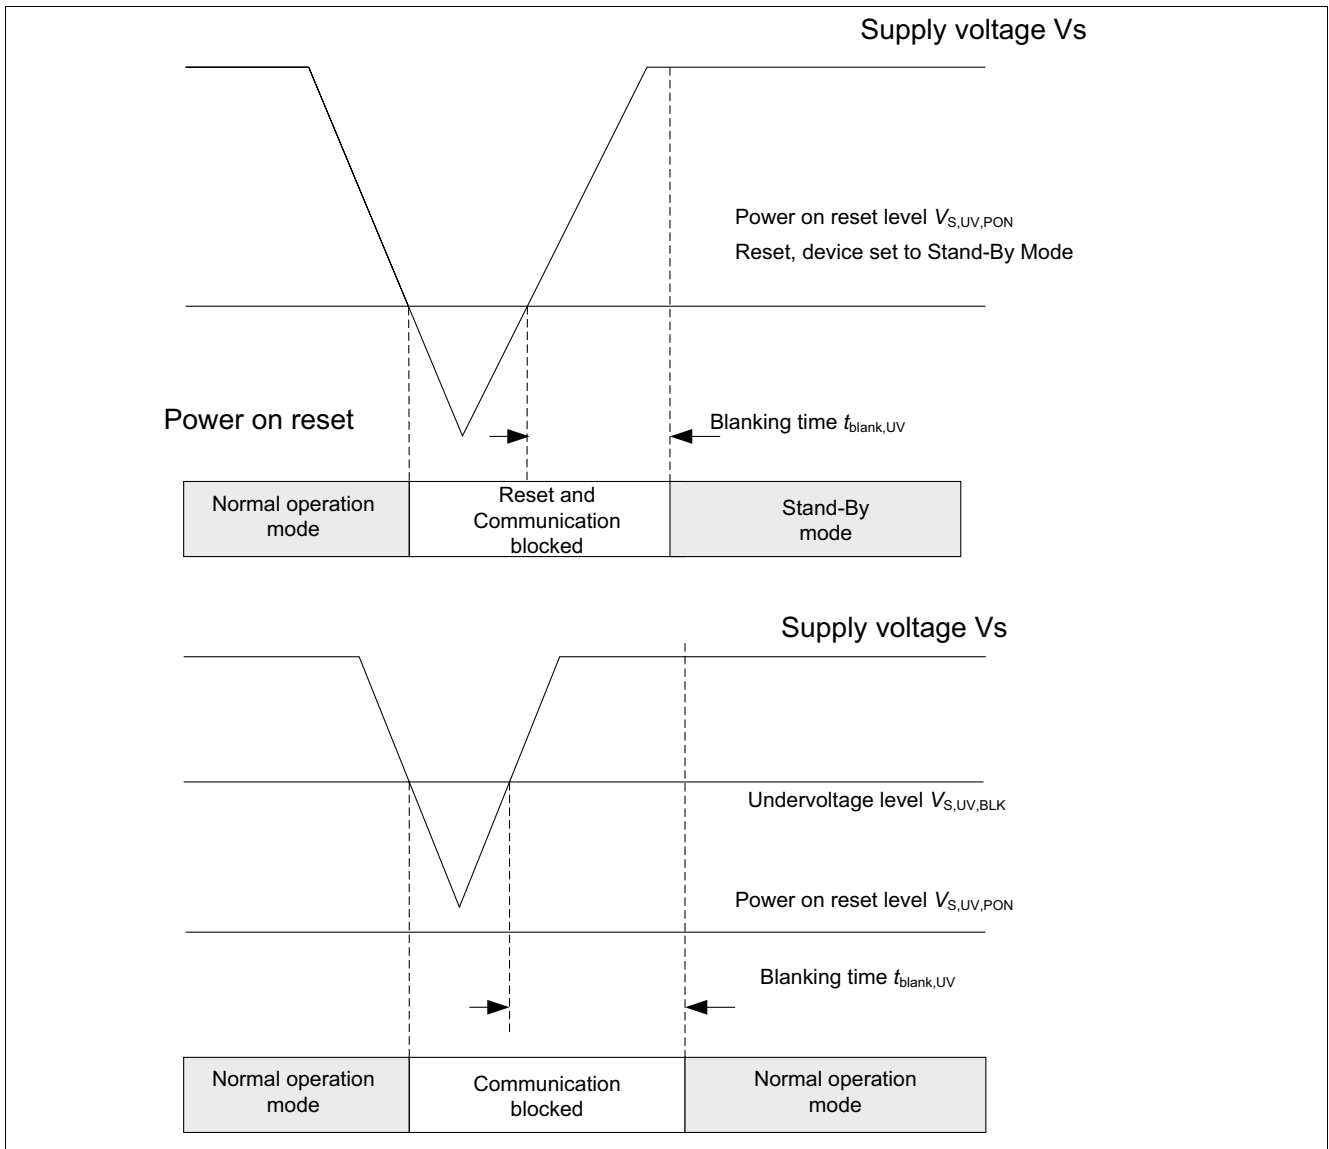 Supply voltage Vs
Power on reset level VS,UV,PON
Reset, device set to Stand-By Mode
Power on reset
Blanking time tblank,UV
Normal operation
mode
Reset and
Communication
blocked
Stand-By
mode
Supply voltage Vs
Undervoltage level VS,UV,BLK
Power on reset level VS,UV,PON
Blanking time tblank,UV
Normal operation
mode
Communication
blocked
Normal operation
mode